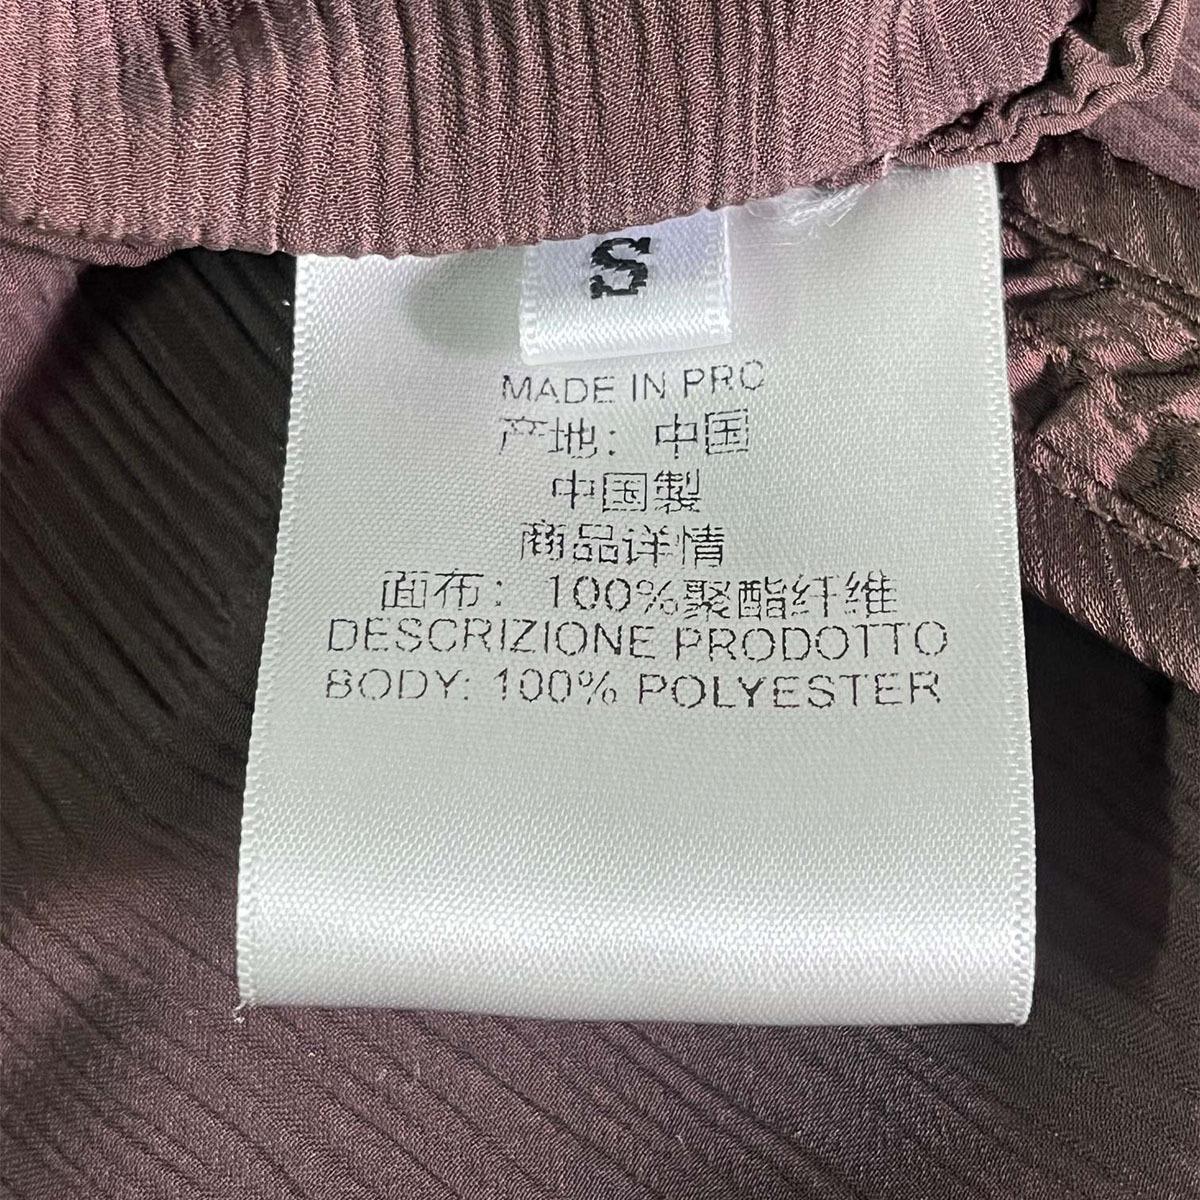 S
MADE IN PRC
产地：中国
中国製
商品详情
面布：100%聚酯纤维
DESCRIZIONE PRODOTTO
BODY: 100% POLYESTER